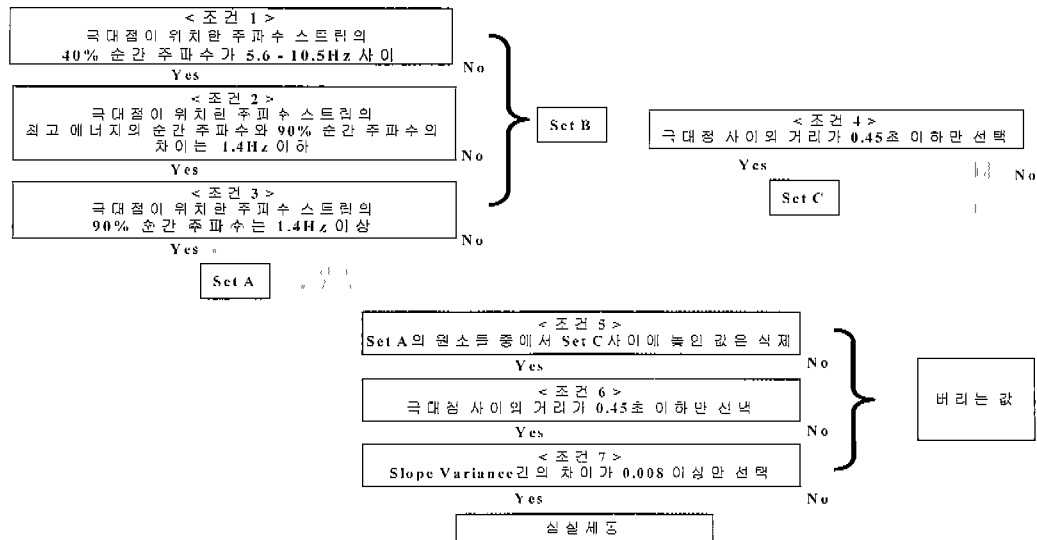 < 조건 1 >
극대점이 위치한 주파수 스트립의
40% 순간 주파수가 5.6 - 10.5Hz 사이
Yes
No
< 조건 2 >
극대점이 위치한 주파수 스트립의
최고 에너지의 순간 주파수와 90% 순간 주파수의
차이는 1.4Hz 이하
Yes
No
< 조건 3 >
극대점이 위치한 주파수 스트립의
90% 순간 주파수는 1.4Hz 이상
Yes
No
Set A
Set B
< 조건 4 >
극대점 사이의 거리가 0.45초 이하만 선택
Yes
No
Set C
< 조건 5 >
Set A의 원소들 중에서 Set C사이에 놓인 값은 삭제
Yes
No
< 조건 6 >
극대점 사이의 거리가 0.45초 이하만 선택
Yes
No
< 조건 7 >
Slope Variance간의 차이가 0.008 이상만 선택
Yes
No
버리는 값
심실세동